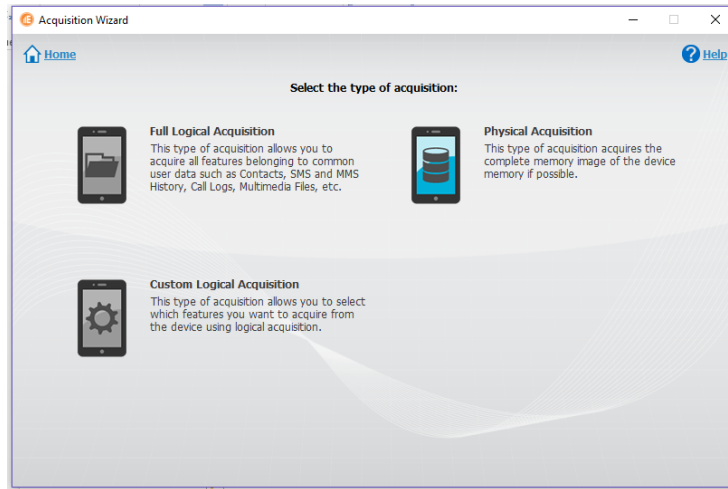 Acquisition Wizard
Home
Help
Select the type of acquisition:
Full Logical Acquisition
This type of acquisition allows you to
acquire all features belonging to common
user data such as Contacts, SMS and MMS
History, Call Logs, Multimedia Files, etc.
Physical Acquisition
This type of acquisition acquires the
complete memory image of the device
memory if possible.
Custom Logical Acquisition
This type of acquisition allows you to select
which features you want to acquire from
the device using logical acquisition.